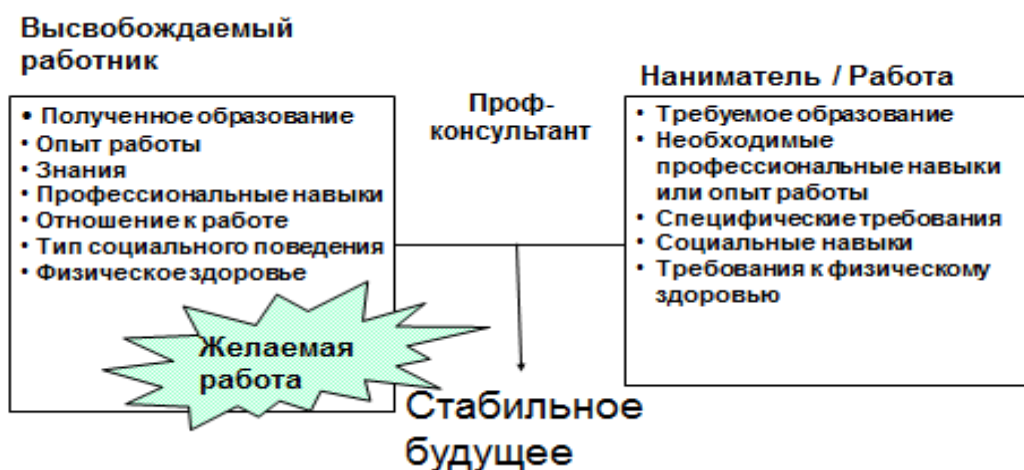 Высвобождаемый
работник
• Полученное образование
• Опыт работы
• Знания
• Профессиональные навыки
• Отношение к работе
• Тип социального поведения
• Физическое здоровье
Желаемая
работа
Проф-
консультант
Стабильное
будущее
Наниматель / Работа
• Требуемое образование
• Необходимые
профессиональные навыки
или опыт работы
• Специфические требования
• Социальные навыки
• Требования к физическому
здоровью